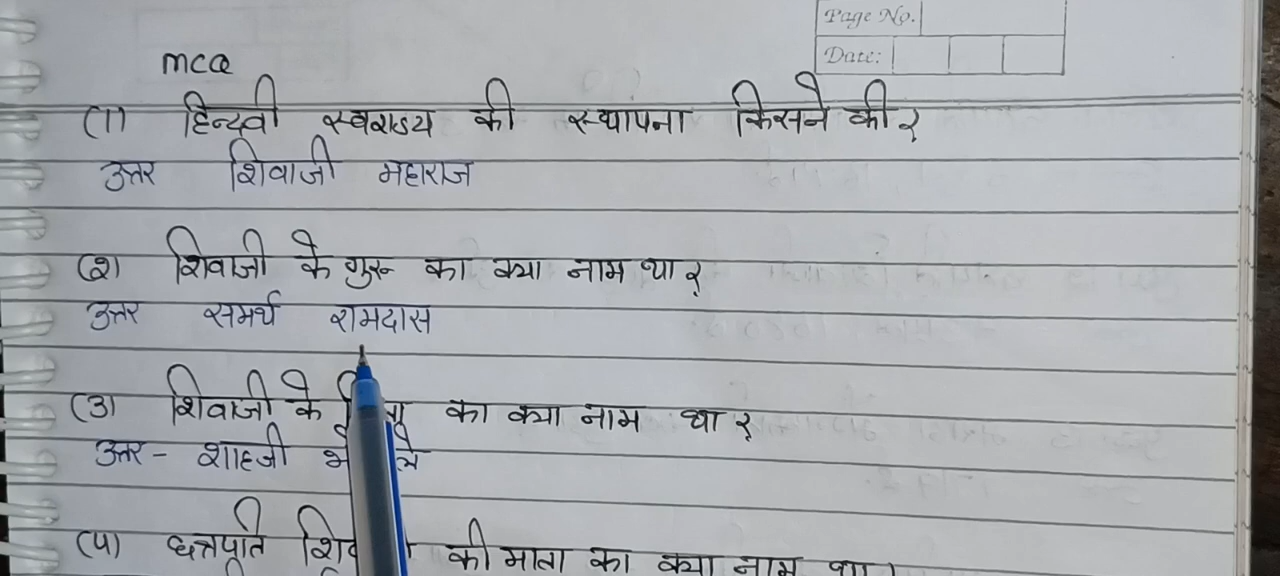 Page No.
Date:
MCQ
(1) हिन्दवी स्वराज्य की स्थापना किसने की?
उत्तर शिवाजी महाराज
(2) शिवाजी के गुरू का क्या नाम था?
उत्तर समर्थ रामदास
(3) शिवाजी के का क्या नाम था?
उत्तर - शाहजी
(4) छत्रपति की माता का क्या नाम था।